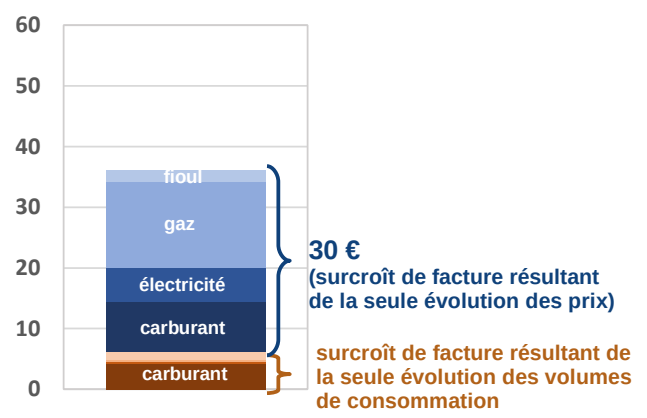 60
50
40
30
20
10
0
fioul
gaz
électricité
carburant
carburant
30 €
(surcroît de facture résultant
de la seule évolution des prix)
surcroît de facture résultant de
la seule évolution des volumes
de consommation